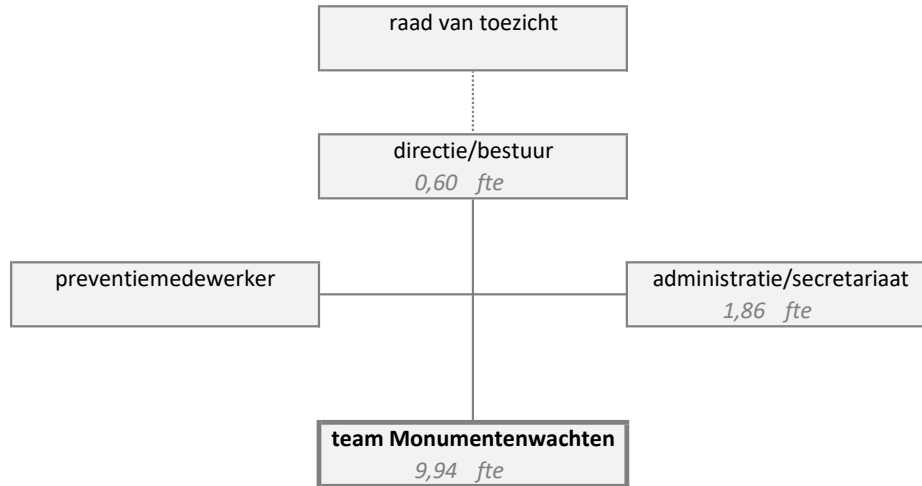 raad van toezicht
directie/bestuur
0,60 fte
preventiemedewerker
administratie/secretariaat
1,86 fte
team Monumentenwachten
9,94 fte